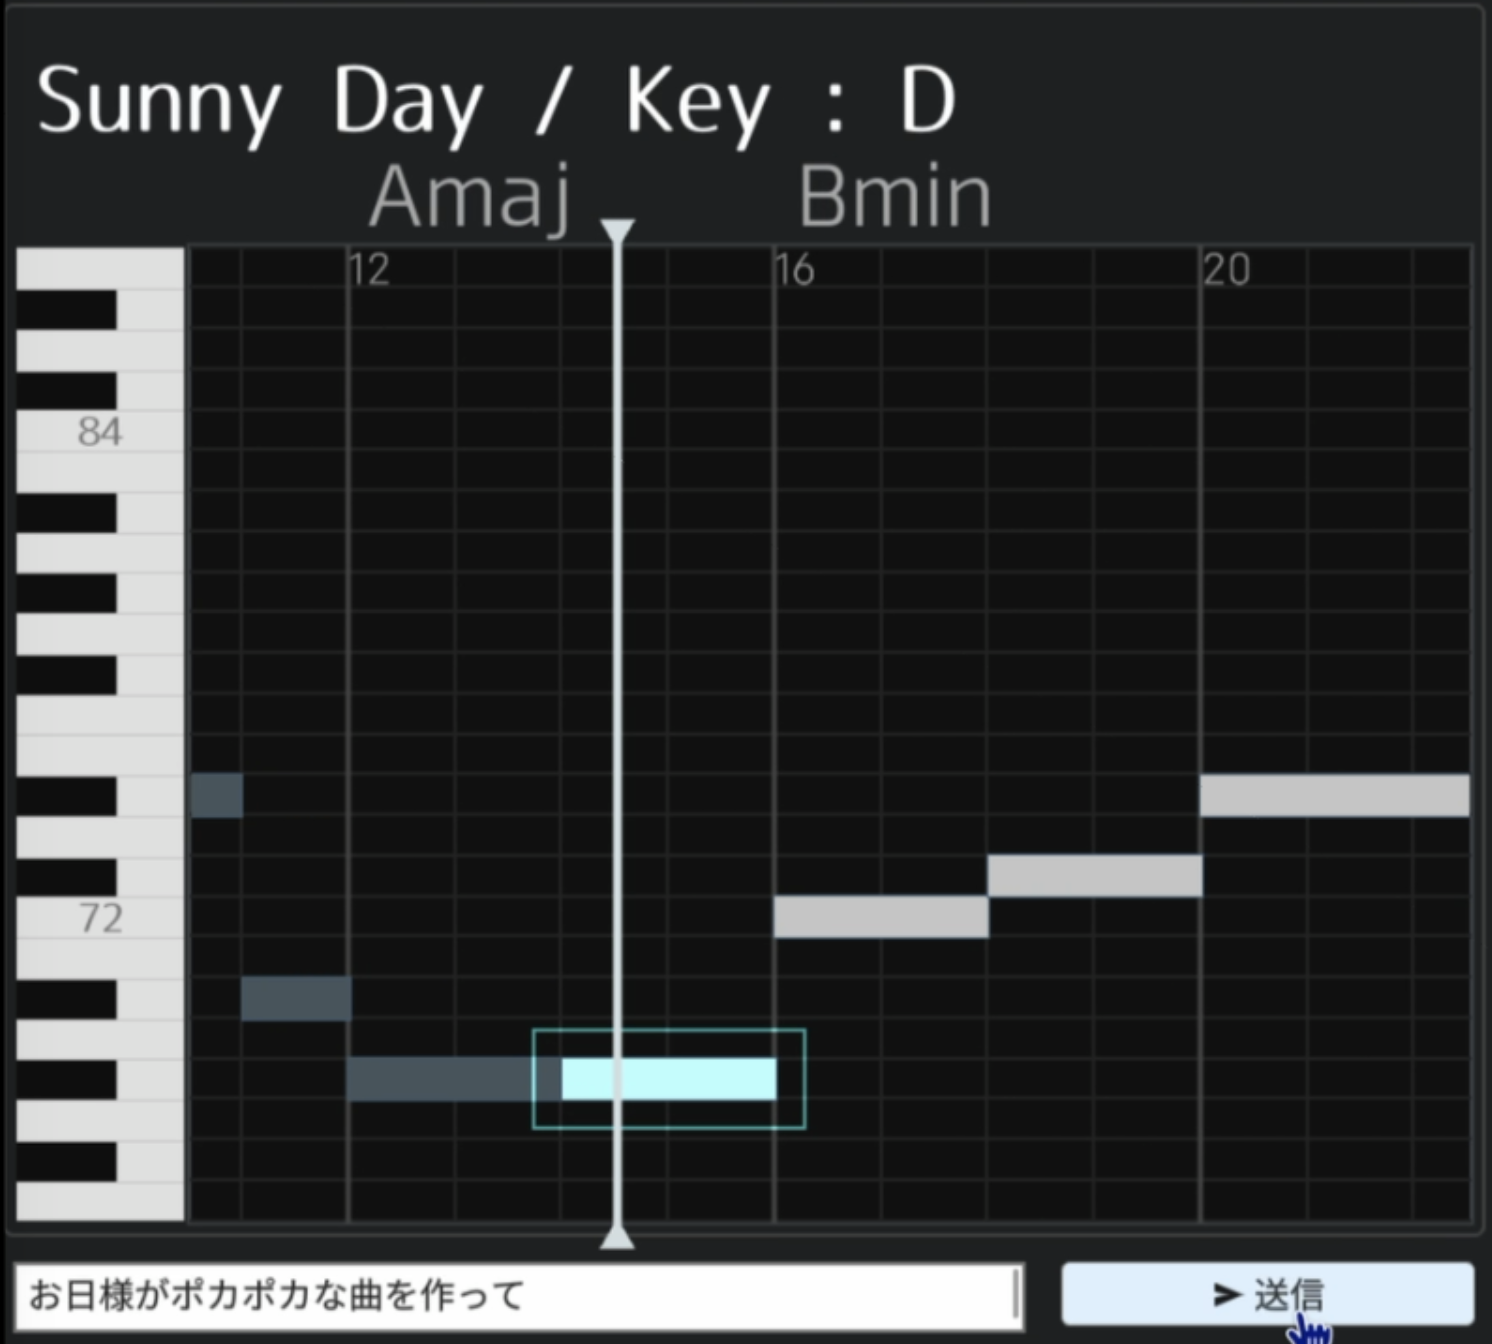 Sunny Day / Key : D
Amaj Bmin
12 16 20
84
72
お日様がポカポカな曲を作って
送信